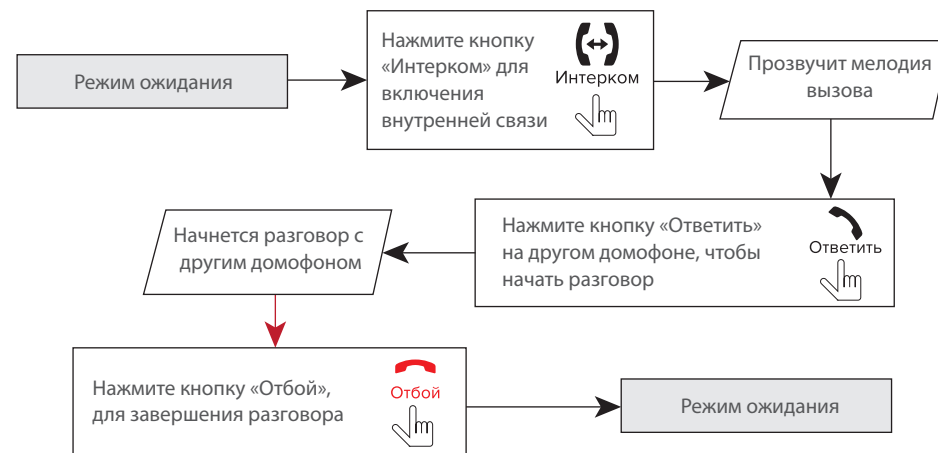 Режим ожидания
Нажмите кнопку
«Интерком» для
включения
внутренней связи
Интерком
Прозвучит мелодия
вызова
Нажмите кнопку «Ответить»
на другом домофоне, чтобы
начать разговор
Ответить
Начнется разговор с
другим домофоном
Нажмите кнопку «Отбой»,
для завершения разговора
Отбой
Режим ожидания